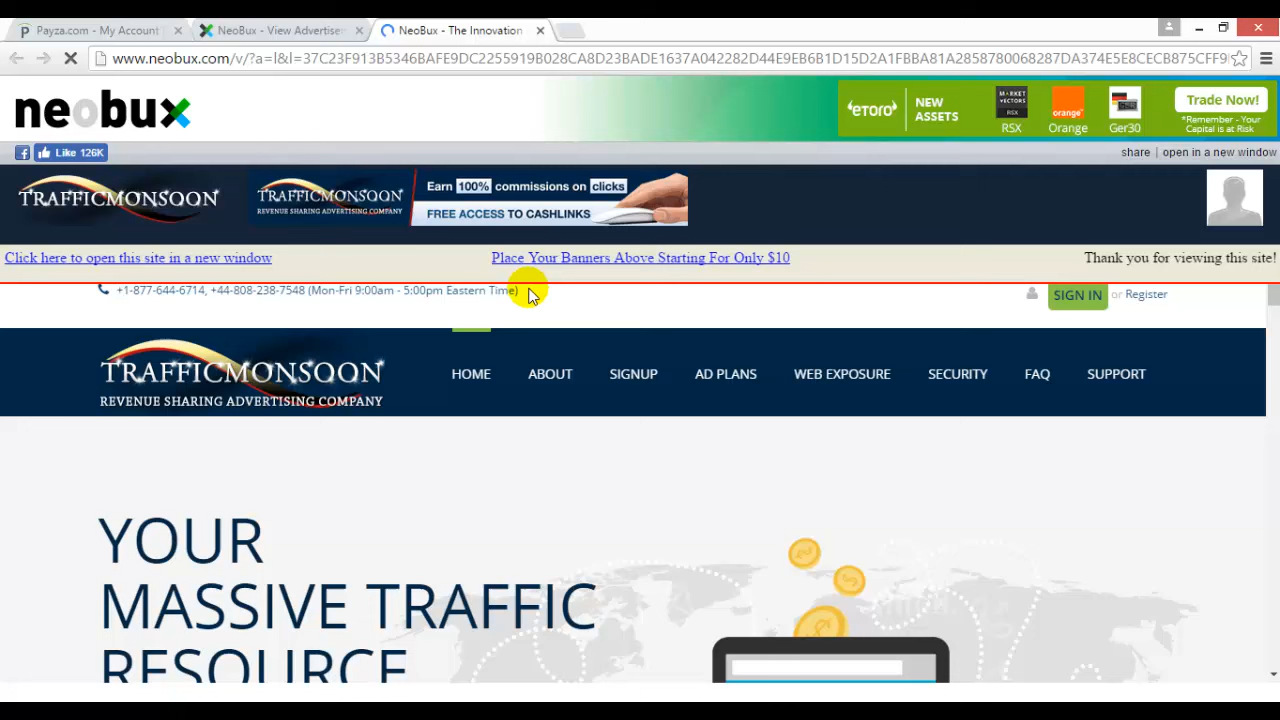 Payza.com - My Account
NeoBux - View Advertisemen
NeoBux - The Innovation
www.neobux.com/v/?a=l&l=
neobux
etoro
NEW
ASSETS
MARKET
VECTORS
RSX
RSX
orange
Orange
Ger30
Trade Now!
*Remember - Your
Capital is at Risk
Like 126K
share | open in a new window
TRAFFICMONSOON
TRAFFICMONSOON
REVENUE SHARING ADVERTISING COMPANY
Earn 100% commissions on clicks
FREE ACCESS TO CASHLINKS
Click here to open this site in a new window
Place Your Banners Above Starting For Only $10
Thank you for viewing this site!
+1-877-644-6714, +44-808-238-7548 (Mon-Fri 9:00am - 5:00pm Eastern Time)
SIGN IN or Register
TRAFFICMONSOON
REVENUE SHARING ADVERTISING COMPANY
HOME
ABOUT
SIGNUP
AD PLANS
WEB EXPOSURE
SECURITY
FAQ
SUPPORT
YOUR
MASSIVE TRAFFIC
RESOURCE